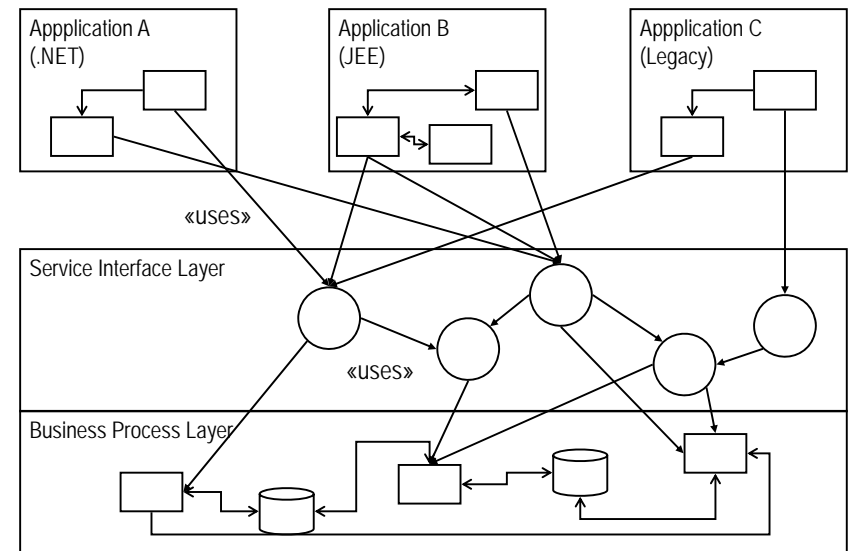 Appplication A
(.NET)
Application B
(JEE)
Appplication C
(Legacy)
«uses»
Service Interface Layer
«uses»
Business Process Layer